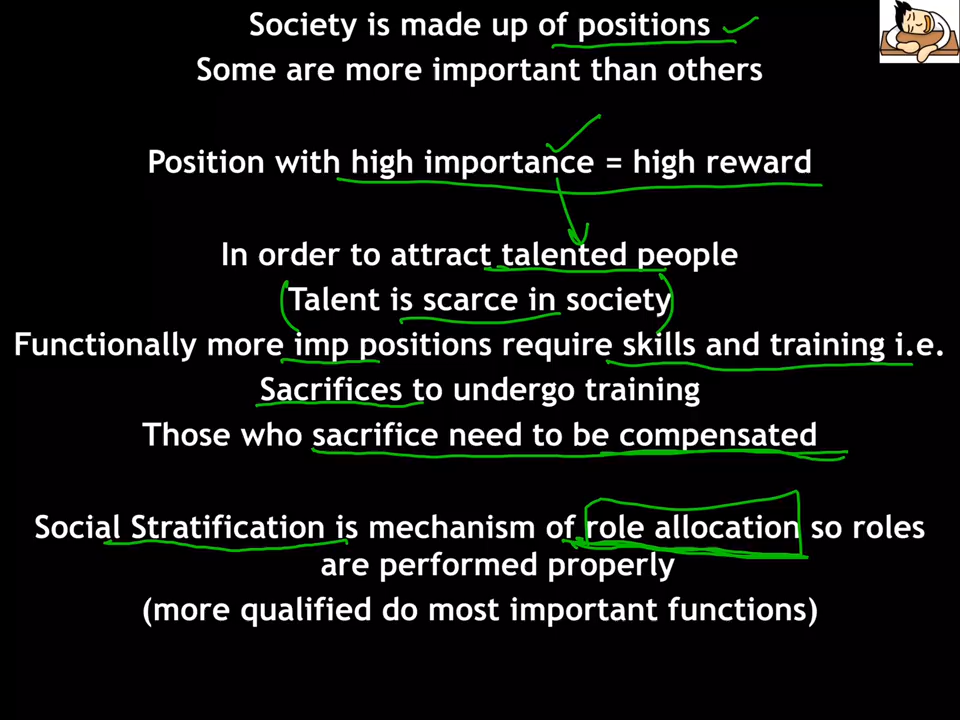 Society is made up of positions
Some are more important than others
Position with high importance = high reward
In order to attract talented people
Talent is scarce in society
Functionally more imp positions require skills and training i.e.
Sacrifices to undergo training
Those who sacrifice need to be compensated
Social Stratification is mechanism of role allocation so roles
are performed properly
(more qualified do most important functions)